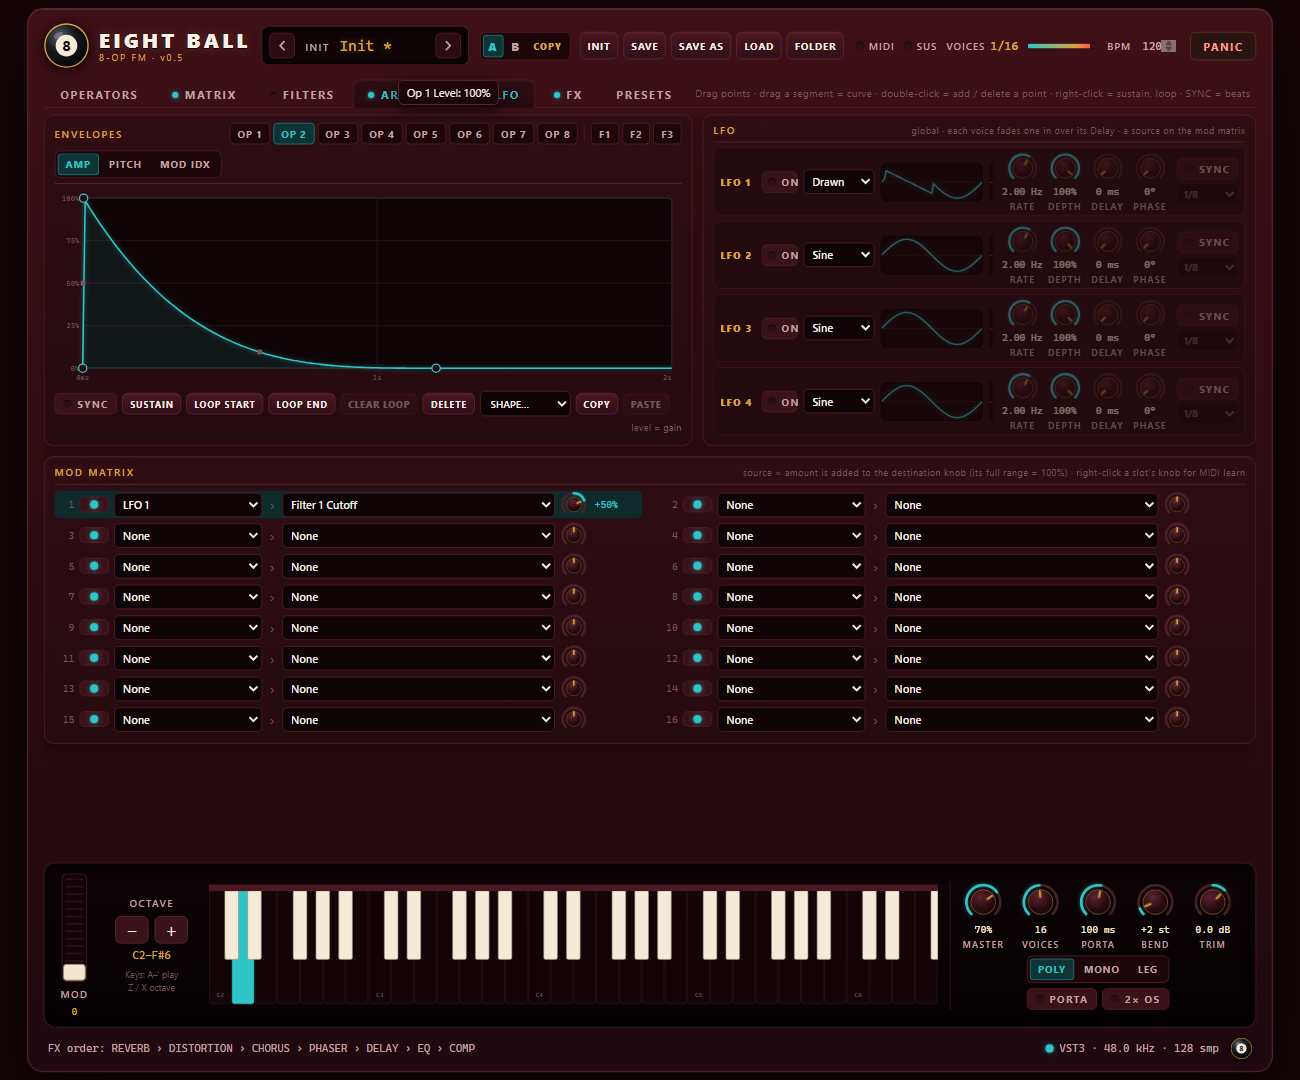 8 EIGHT BALL
8-OP FM · v0.5
INIT Init *
A B COPY
INIT SAVE SAVE AS LOAD FOLDER
MIDI SUS VOICES 1/16 BPM 120 PANIC
OPERATORS MATRIX FILTERS AR LFO FX PRESETS
Op 1 Level: 100%
Drag points · drag a segment = curve · double-click = add / delete a point · right-click = sustain, loop · SYNC = beats
ENVELOPES OP 1 OP 2 OP 3 OP 4 OP 5 OP 6 OP 7 OP 8 F1 F2 F3
AMP PITCH MOD IDX
100%
75%
50%
25%
0%
0ms 1s 2s
SYNC SUSTAIN LOOP START LOOP END CLEAR LOOP DELETE SHAPE... COPY PASTE
level = gain
LFO global · each voice fades one in over its Delay · a source on the mod matrix
LFO 1 ON Drawn 2.00 Hz 100% 0 ms 0° SYNC 1/8
RATE DEPTH DELAY PHASE
LFO 2 ON Sine 2.00 Hz 100% 0 ms 0° SYNC 1/8
RATE DEPTH DELAY PHASE
LFO 3 ON Sine 2.00 Hz 100% 0 ms 0° SYNC 1/8
RATE DEPTH DELAY PHASE
LFO 4 ON Sine 2.00 Hz 100% 0 ms 0° SYNC 1/8
RATE DEPTH DELAY PHASE
MOD MATRIX source × amount is added to the destination knob (its full range = 100%) · right-click a slot's knob for MIDI learn
1 LFO 1 › Filter 1 Cutoff +50% 2 None › None
3 None › None 4 None › None
5 None › None 6 None › None
7 None › None 8 None › None
9 None › None 10 None › None
11 None › None 12 None › None
13 None › None 14 None › None
15 None › None 16 None › None
MOD
0
OCTAVE
− +
C2–F#6
Keys: A–' play
Z / X octave
C2 C3 C4 C5 C6
70% 16 100 ms +2 st 0.0 dB
MASTER VOICES PORTA BEND TRIM
POLY MONO LEG
PORTA 2× OS
FX order: REVERB › DISTORTION › CHORUS › PHASER › DELAY › EQ › COMP
VST3 · 48.0 kHz · 128 smp 8